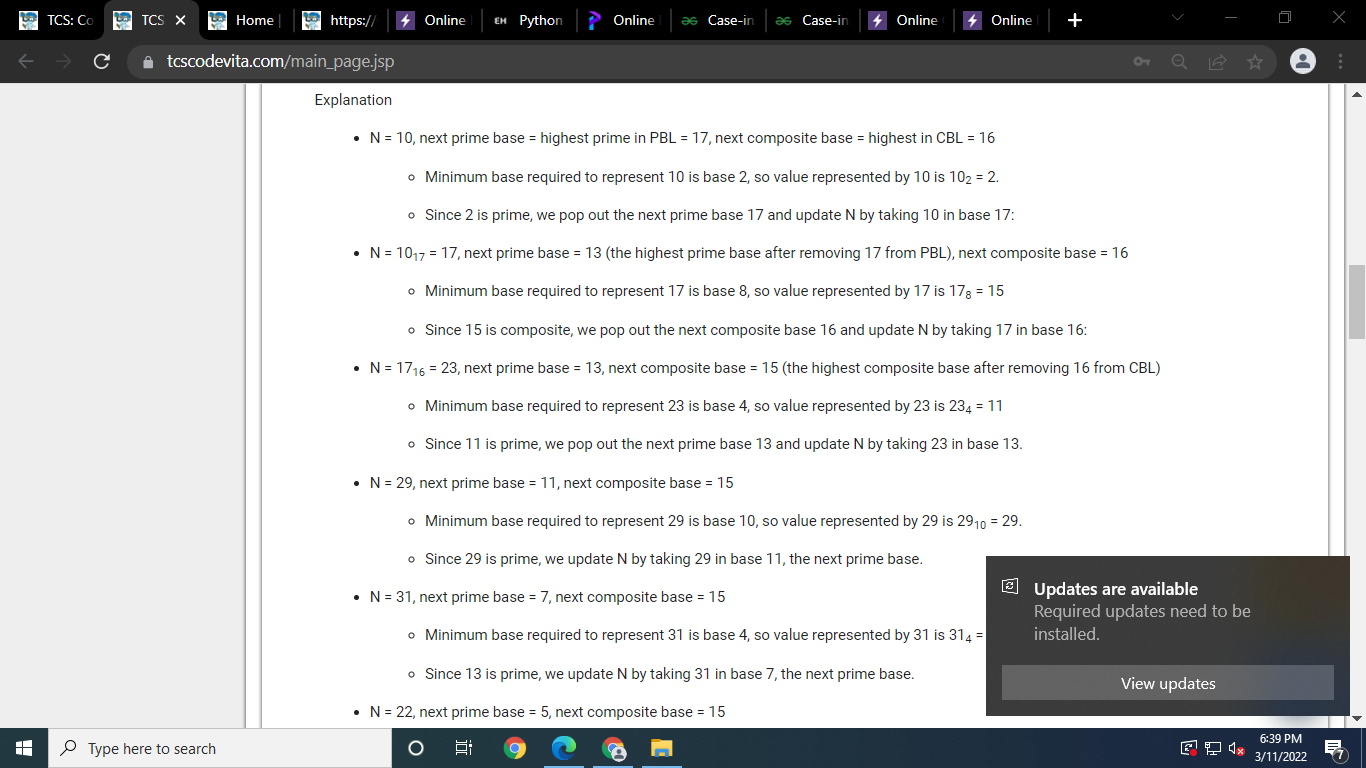 TCS: Co
TCS
Home |
https://
Online
Python
Online
Case-in
Case-in
Online
Online
tcscodevita.com/main_page.jsp
Explanation
• N = 10, next prime base = highest prime in PBL = 17, next composite base = highest in CBL = 16
◦ Minimum base required to represent 10 is base 2, so value represented by 10 is 10₂ = 2.
◦ Since 2 is prime, we pop out the next prime base 17 and update N by taking 10 in base 17:
• N = 10₁₇ = 17, next prime base = 13 (the highest prime base after removing 17 from PBL), next composite base = 16
◦ Minimum base required to represent 17 is base 8, so value represented by 17 is 17₈ = 15
◦ Since 15 is composite, we pop out the next composite base 16 and update N by taking 17 in base 16:
• N = 17₁₆ = 23, next prime base = 13, next composite base = 15 (the highest composite base after removing 16 from CBL)
◦ Minimum base required to represent 23 is base 4, so value represented by 23 is 23₄ = 11
◦ Since 11 is prime, we pop out the next prime base 13 and update N by taking 23 in base 13.
• N = 29, next prime base = 11, next composite base = 15
◦ Minimum base required to represent 29 is base 10, so value represented by 29 is 29₁₀ = 29.
◦ Since 29 is prime, we update N by taking 29 in base 11, the next prime base.
• N = 31, next prime base = 7, next composite base = 15
◦ Minimum base required to represent 31 is base 4, so value represented by 31 is 31₄ =
◦ Since 13 is prime, we update N by taking 31 in base 7, the next prime base.
• N = 22, next prime base = 5, next composite base = 15
Updates are available
Required updates need to be
installed.
View updates
Type here to search
6:39 PM
3/11/2022
7